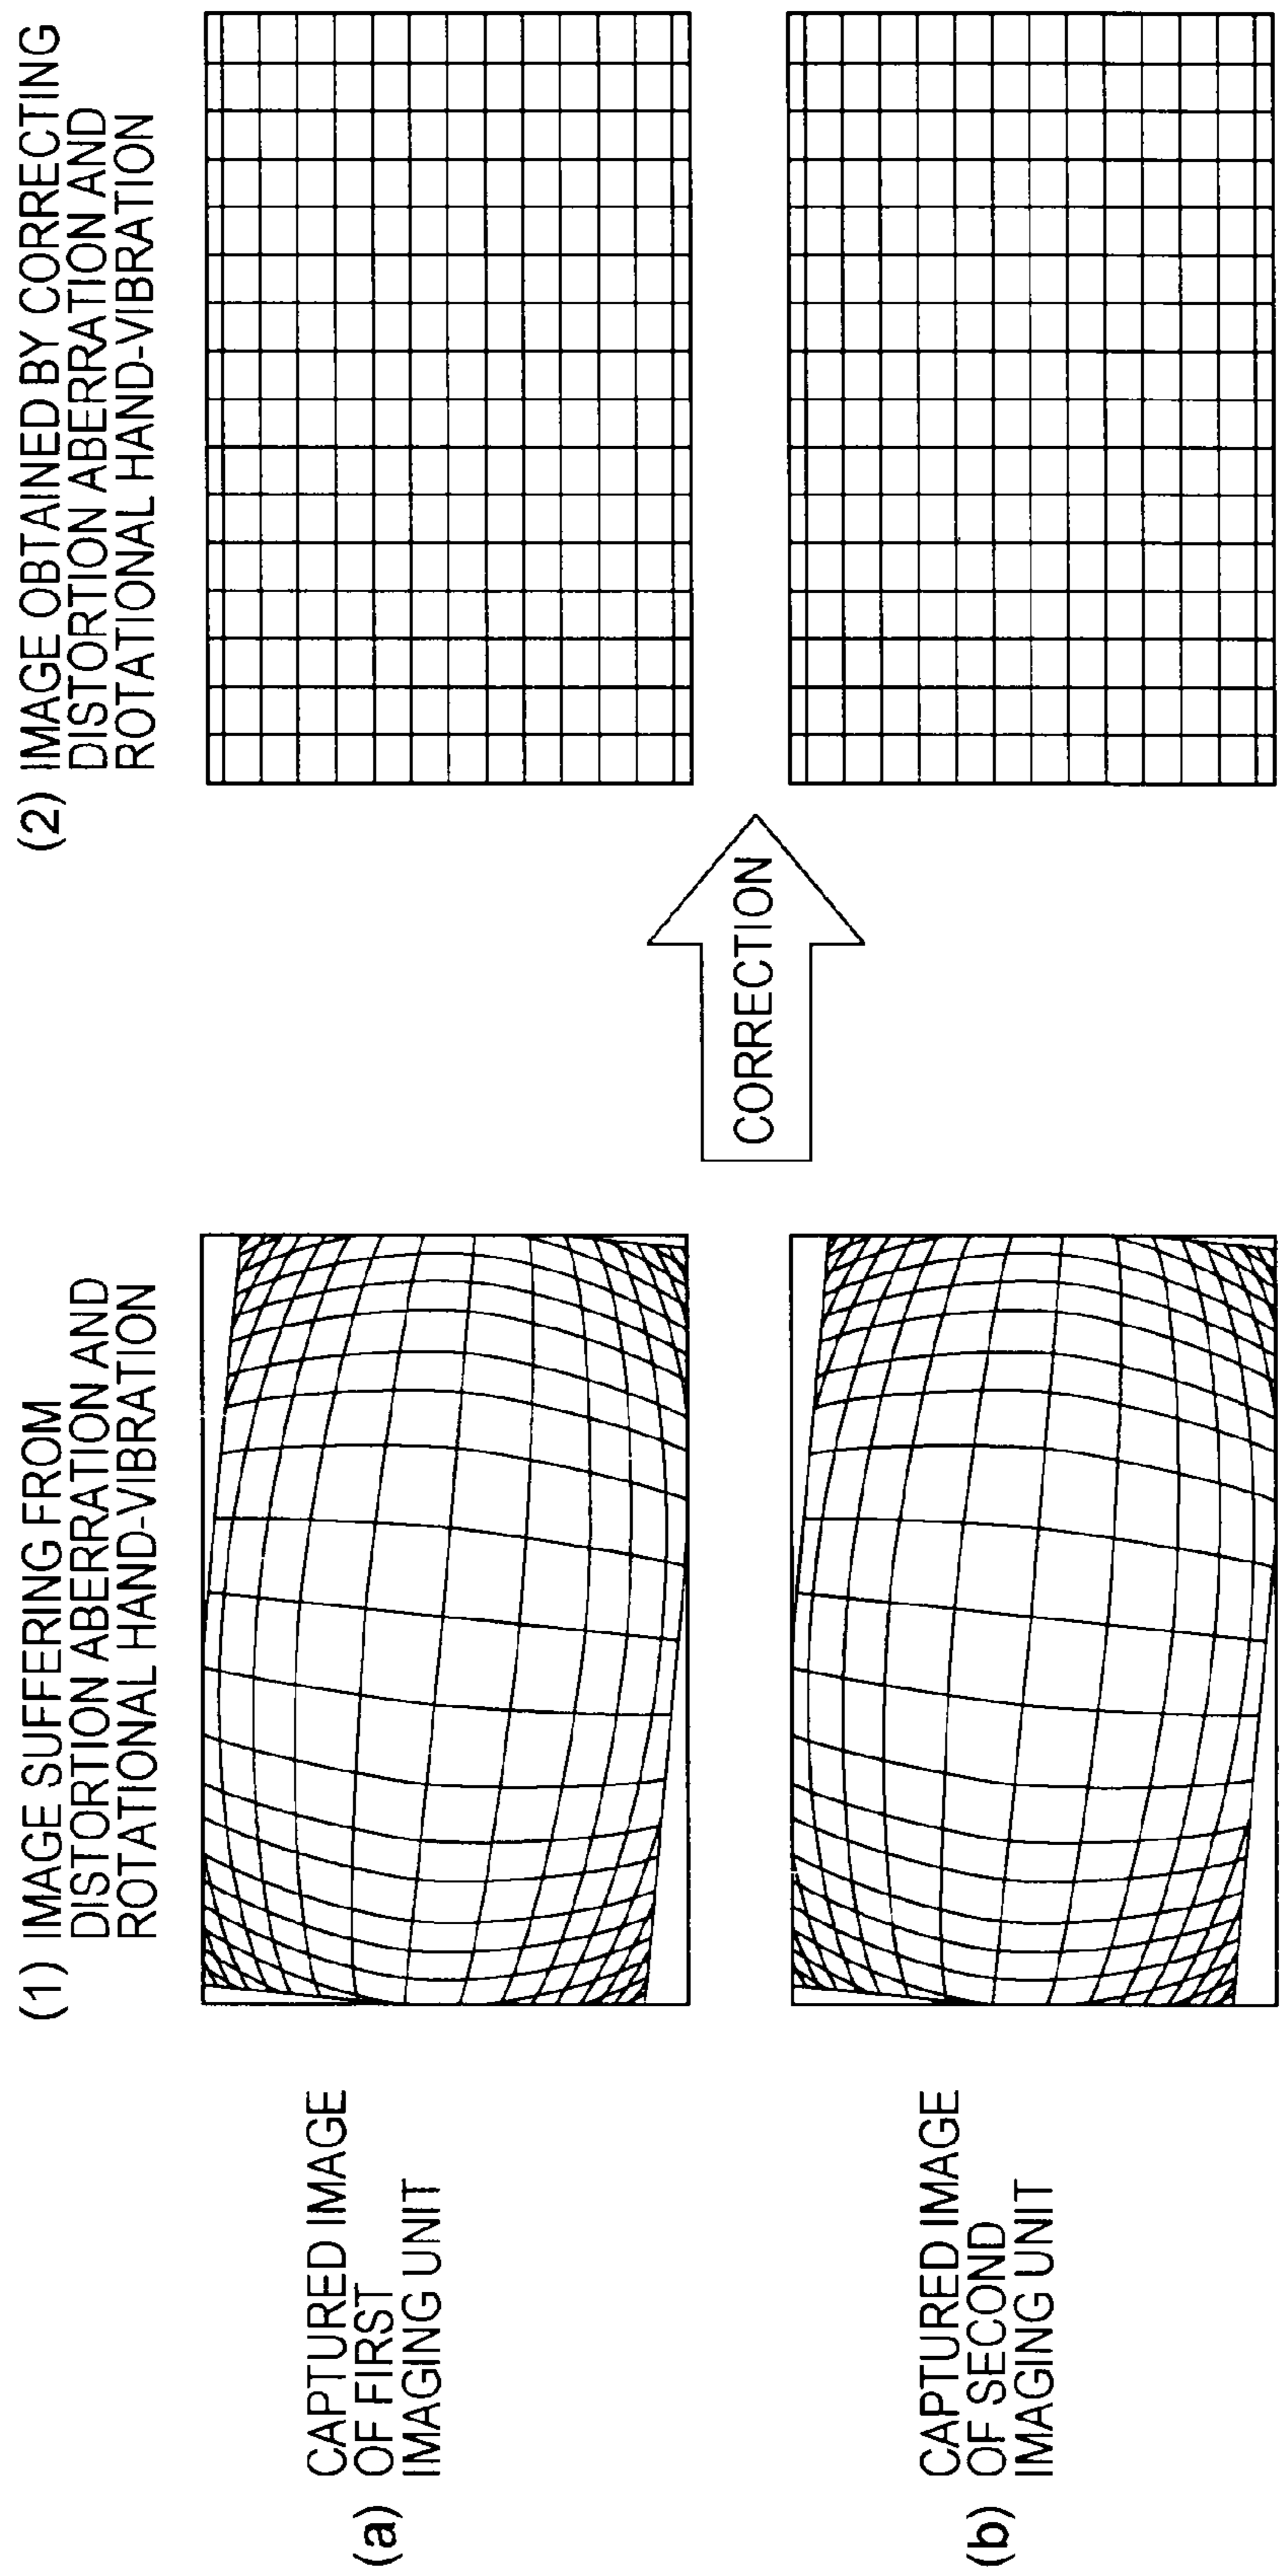 (1) IMAGE SUFFERING FROM
DISTORTION ABERRATION AND
ROTATIONAL HAND-VIBRATION
(2) IMAGE OBTAINED BY CORRECTING
DISTORTION ABERRATION AND
ROTATIONAL HAND-VIBRATION
(a) CAPTURED IMAGE
OF FIRST
IMAGING UNIT
CORRECTION
(b) CAPTURED IMAGE
OF SECOND
IMAGING UNIT